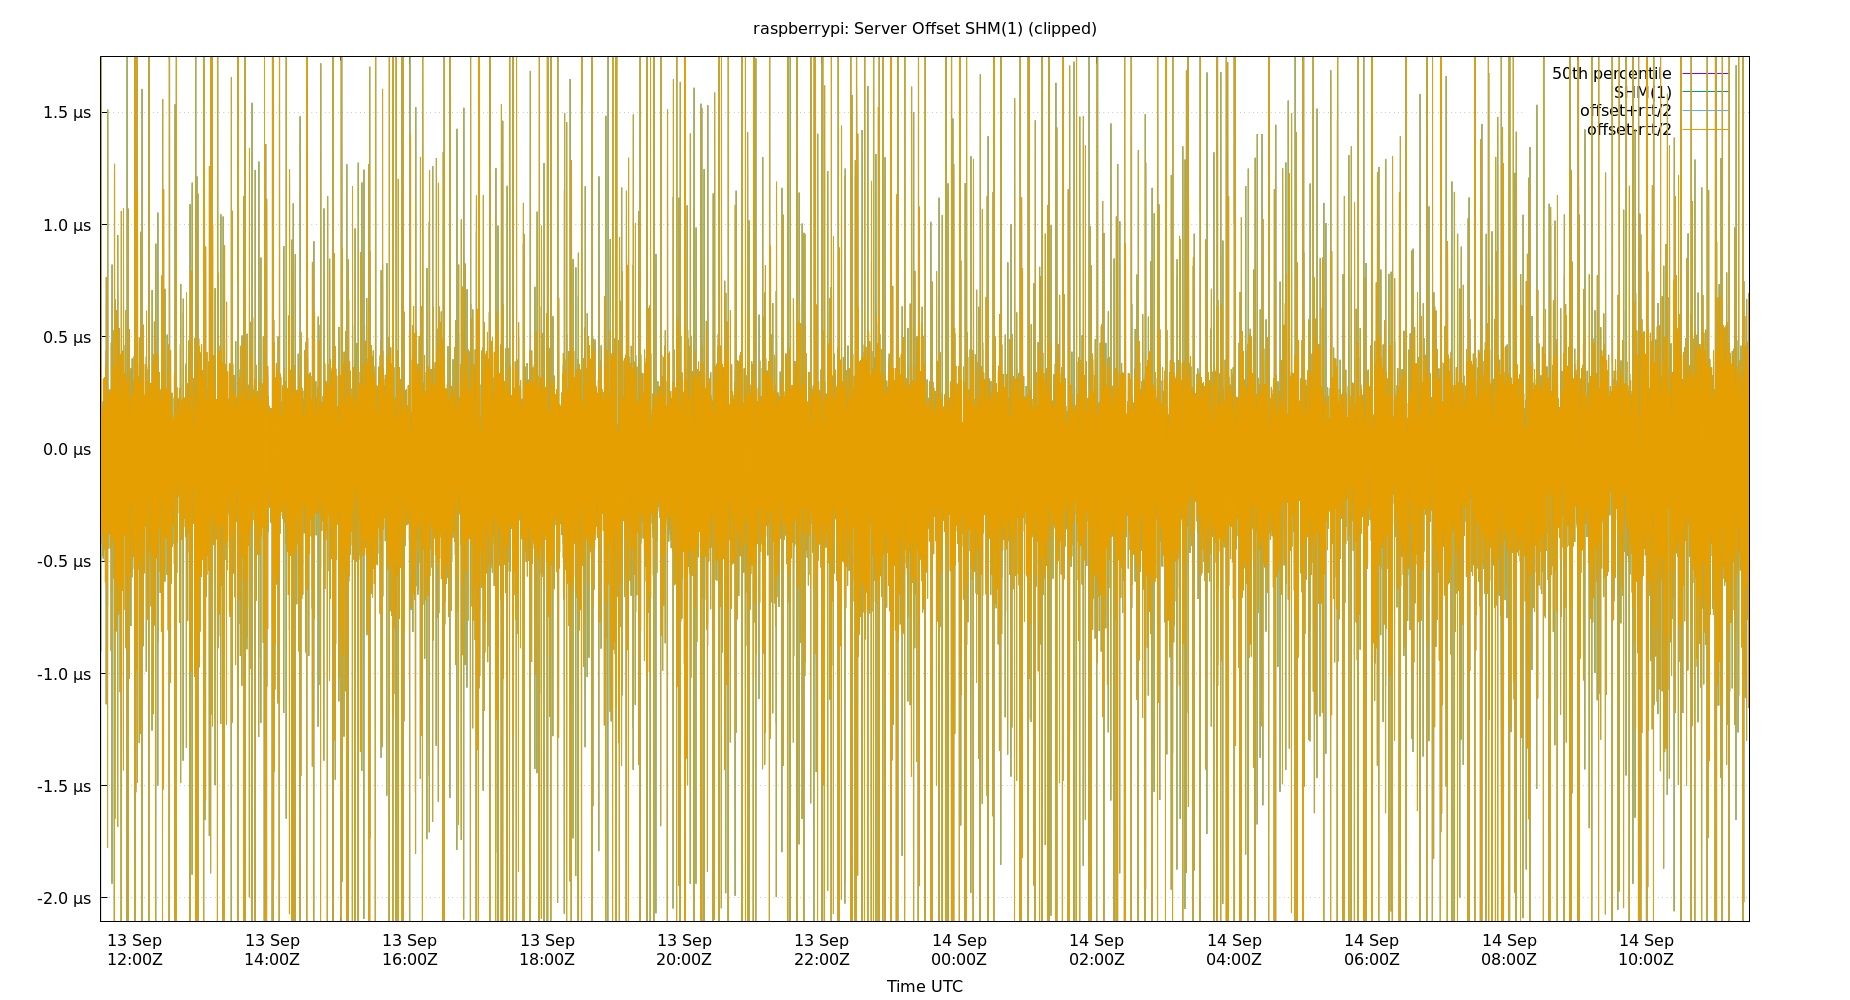 raspberrypi: Server Offset SHM(1) (clipped)
50th percentile
SHM(1)
offset+rtt/2
offset-rtt/2
1.5 µs
1.0 µs
0.5 µs
0.0 µs
-0.5 µs
-1.0 µs
-1.5 µs
-2.0 µs
13 Sep 13 Sep 13 Sep 13 Sep 13 Sep 13 Sep 14 Sep 14 Sep 14 Sep 14 Sep 14 Sep 14 Sep
12:00Z 14:00Z 16:00Z 18:00Z 20:00Z 22:00Z 00:00Z 02:00Z 04:00Z 06:00Z 08:00Z 10:00Z
Time UTC